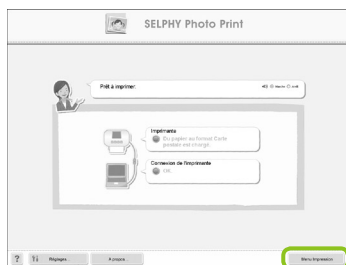 SELPHY Photo Print
Prêt à imprimer.
Imprimante
Du papier au format Carte
postale est chargé.
Connexion de l'imprimante
OK
? Réglages... A propos... Menu Impression